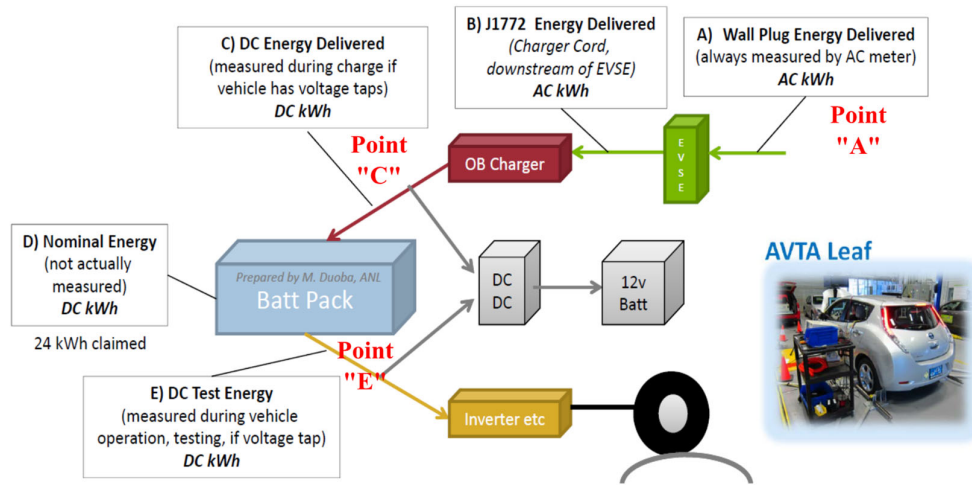 B) J1772  Energy Delivered
(Charger Cord,
downstream of EVSE)
AC kWh
A)  Wall Plug Energy Delivered
(always measured by AC meter)
AC kWh
C) DC Energy Delivered
(measured during charge if
vehicle has voltage taps)
DC kWh
Point
"A"
Point
"C"
OB Charger
E
V
S
E
D) Nominal Energy
(not actually
measured)
DC kWh
24 kWh claimed
Prepared by M. Duoba, ANL
Batt Pack
DC
DC
12v
Batt
AVTA Leaf
Point
"E"
E) DC Test Energy
(measured during vehicle
operation, testing, if voltage tap)
DC kWh
Inverter etc